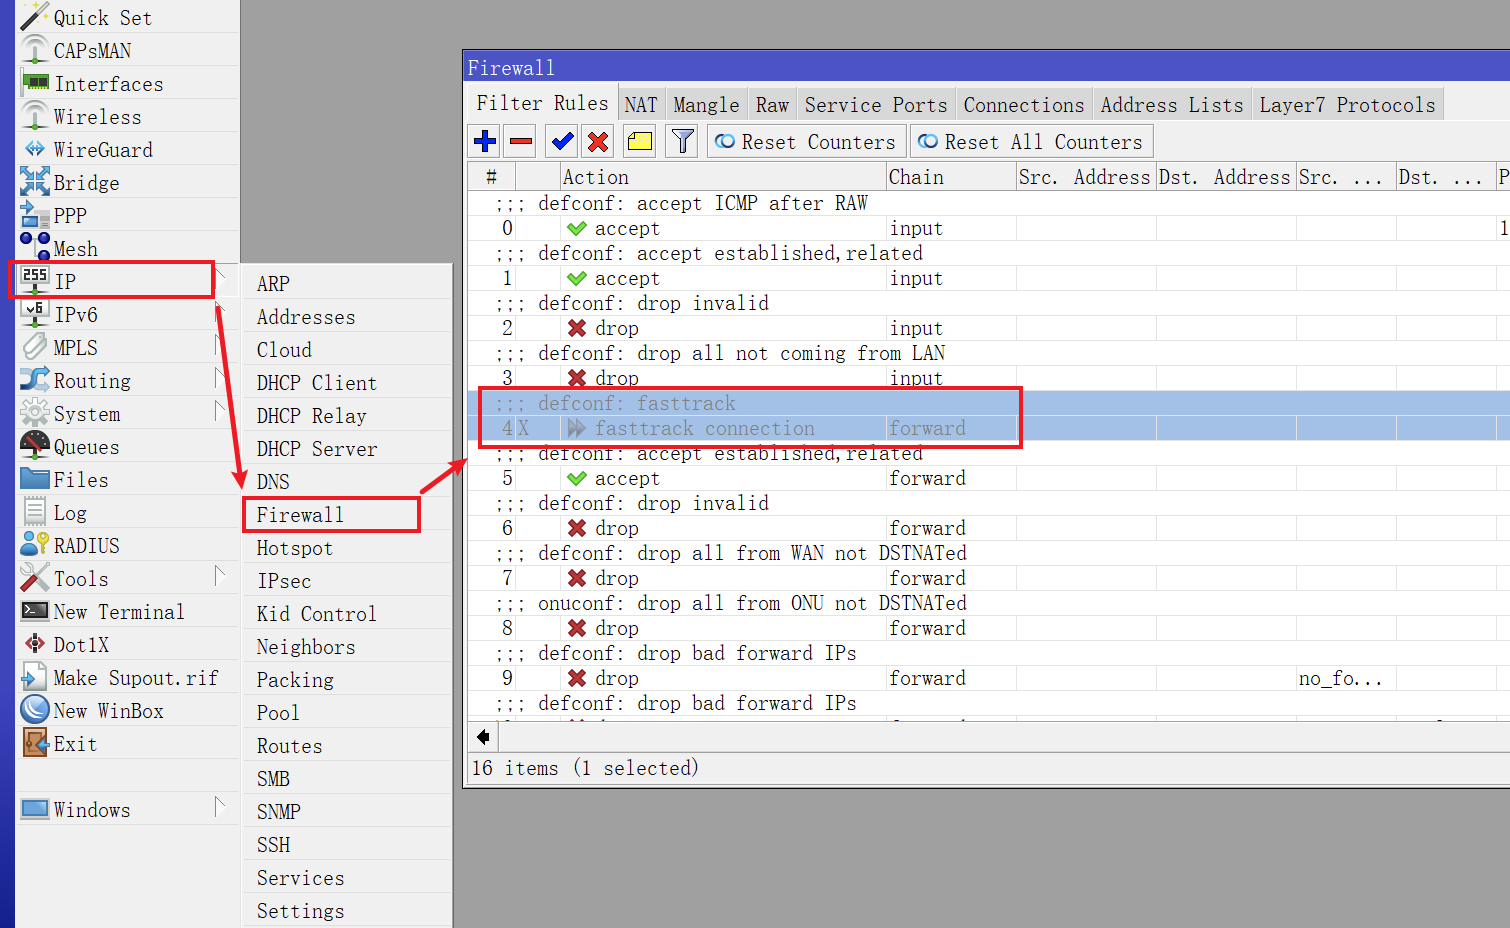 Quick Set
CAPsMAN
Interfaces
Wireless
WireGuard
Bridge
PPP
Mesh
255 IP
v6 IPv6
MPLS
Routing
System
Queues
Files
Log
RADIUS
Tools
New Terminal
Dot1X
Make Supout.rif
New WinBox
Exit
Windows
ARP
Addresses
Cloud
DHCP Client
DHCP Relay
DHCP Server
DNS
Firewall
Hotspot
IPsec
Kid Control
Neighbors
Packing
Pool
Routes
SMB
SNMP
SSH
Services
Settings
Firewall
Filter Rules NAT Mangle Raw Service Ports Connections Address Lists Layer7 Protocols
Reset Counters Reset All Counters
# Action Chain Src. Address Dst. Address Src. ... Dst. ... P
;;; defconf: accept ICMP after RAW
0 accept input 1
;;; defconf: accept established,related
1 accept input
;;; defconf: drop invalid
2 drop input
;;; defconf: drop all not coming from LAN
3 drop input
;;; defconf: fasttrack
4 X fasttrack connection forward
;;; defconf: accept established,related
5 accept forward
;;; defconf: drop invalid
6 drop forward
;;; defconf: drop all from WAN not DSTNATed
7 drop forward
;;; onuconf: drop all from ONU not DSTNATed
8 drop forward
;;; defconf: drop bad forward IPs
9 drop forward no_fo...
;;; defconf: drop bad forward IPs
16 items (1 selected)